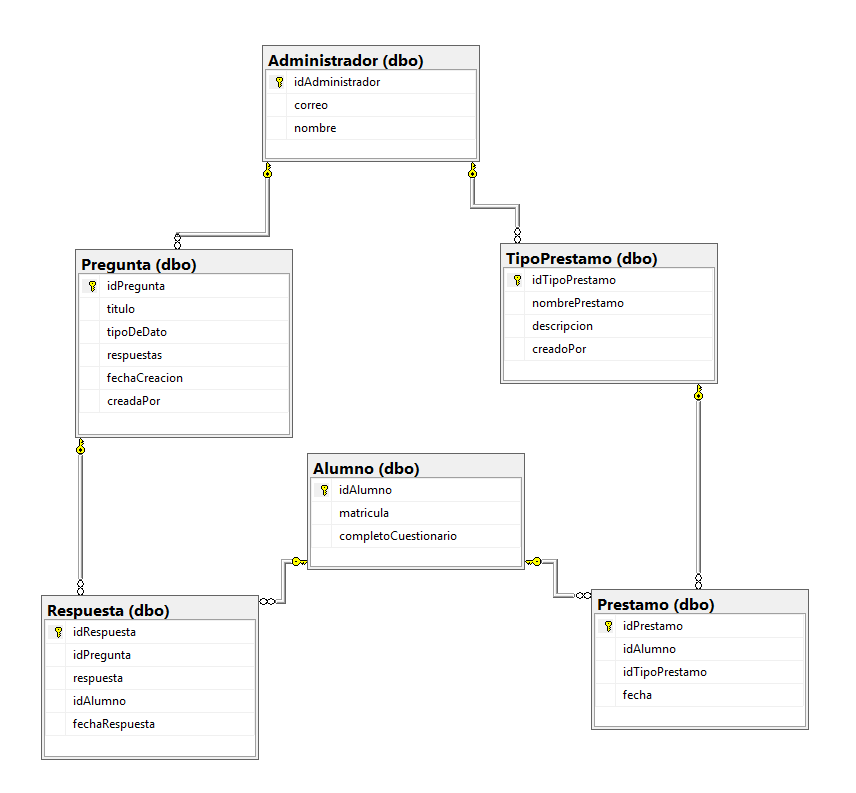 Administrador (dbo)
idAdministrador
correo
nombre
Pregunta (dbo)
idPregunta
titulo
tipoDeDato
respuestas
fechaCreacion
creadaPor
TipoPrestamo (dbo)
idTipoPrestamo
nombrePrestamo
descripcion
creadoPor
Alumno (dbo)
idAlumno
matricula
completoCuestionario
Respuesta (dbo)
idRespuesta
idPregunta
respuesta
idAlumno
fechaRespuesta
Prestamo (dbo)
idPrestamo
idAlumno
idTipoPrestamo
fecha